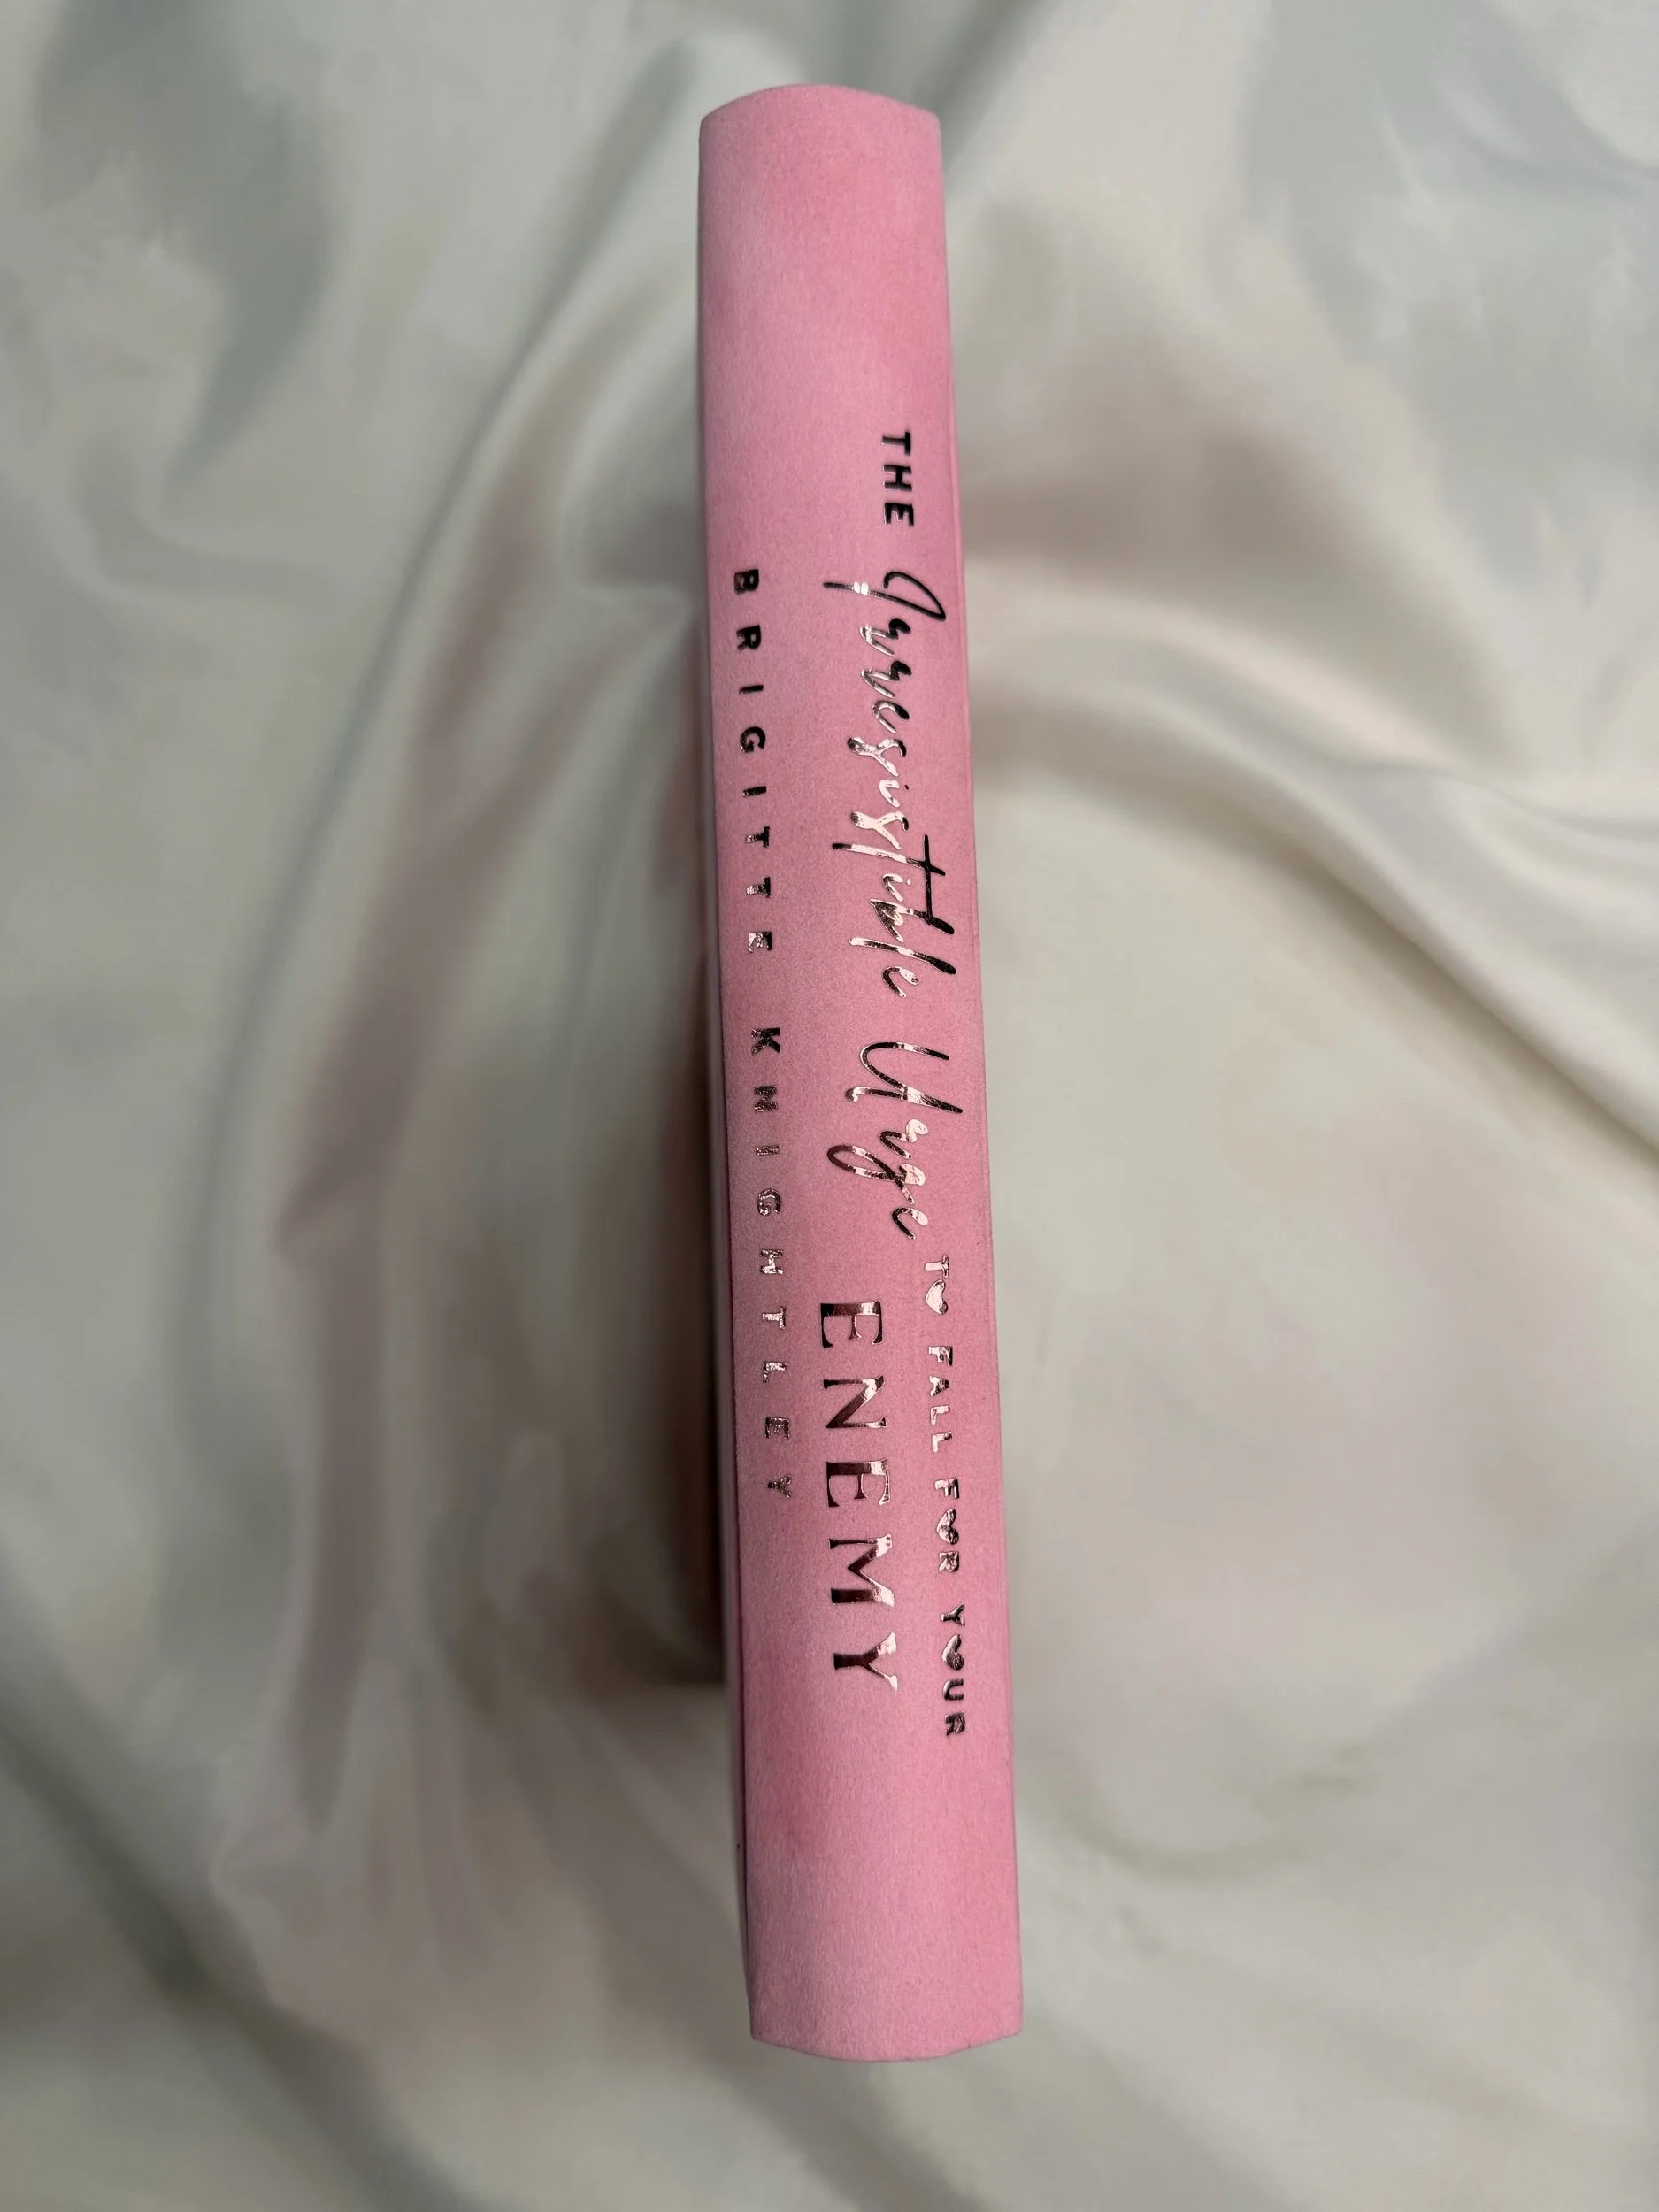 THE Irresistible Urge TO FALL FOR YOUR
ENEMY
BRIGITTE KNIGHTLEY